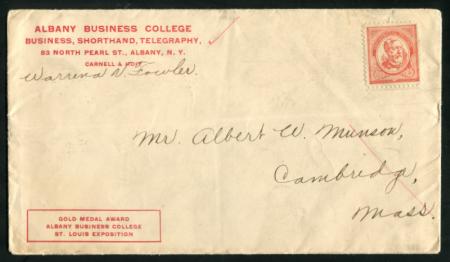 ALBANY BUSINESS COLLEGE
BUSINESS, SHORTHAND, TELEGRAPHY,
83 NORTH PEARL ST., ALBANY, N. Y.
CARNELL & HOIT
Warrena N. Fowler.
Mr. Albert W. Munson,
Cambridge,
Mass.
GOLD MEDAL AWARD
ALBANY BUSINESS COLLEGE
ST. LOUIS EXPOSITION